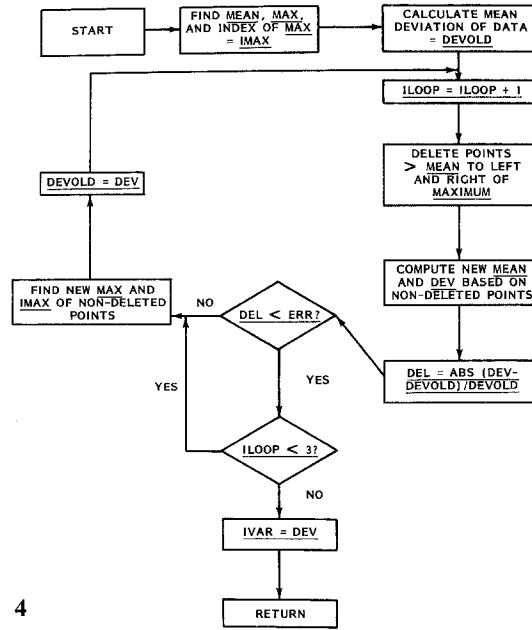 START
FIND MEAN, MAX,
AND INDEX OF MAX
= IMAX
CALCULATE MEAN
DEVIATION OF DATA
= DEVOLD
ILOOP = ILOOP + 1
DELETE POINTS
> MEAN TO LEFT
AND RIGHT OF
MAXIMUM
DEVOLD = DEV
COMPUTE NEW MEAN
AND DEV BASED ON
NON-DELETED POINTS
FIND NEW MAX AND
IMAX OF NON-DELETED
POINTS
NO
DEL < ERR?
DEL = ABS (DEV-
DEVOLD)/DEVOLD
YES
YES
ILOOP < 3?
NO
IVAR = DEV
RETURN
4